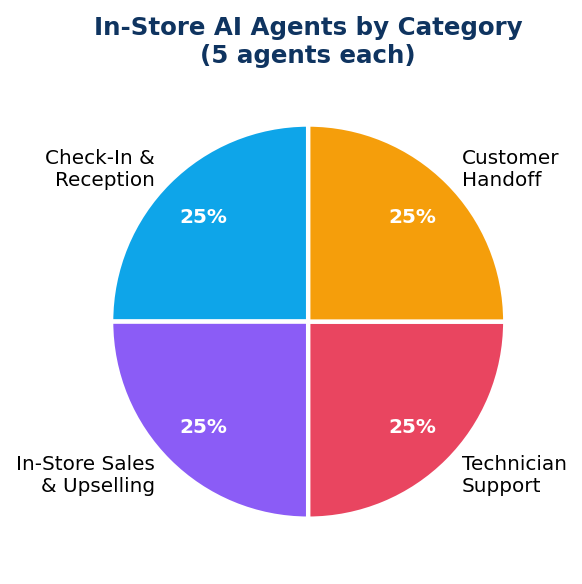 In-Store AI Agents by Category
(5 agents each)
Check-In &
Reception
Customer
Handoff
25%
25%
25%
25%
In-Store Sales
& Upselling
Technician
Support